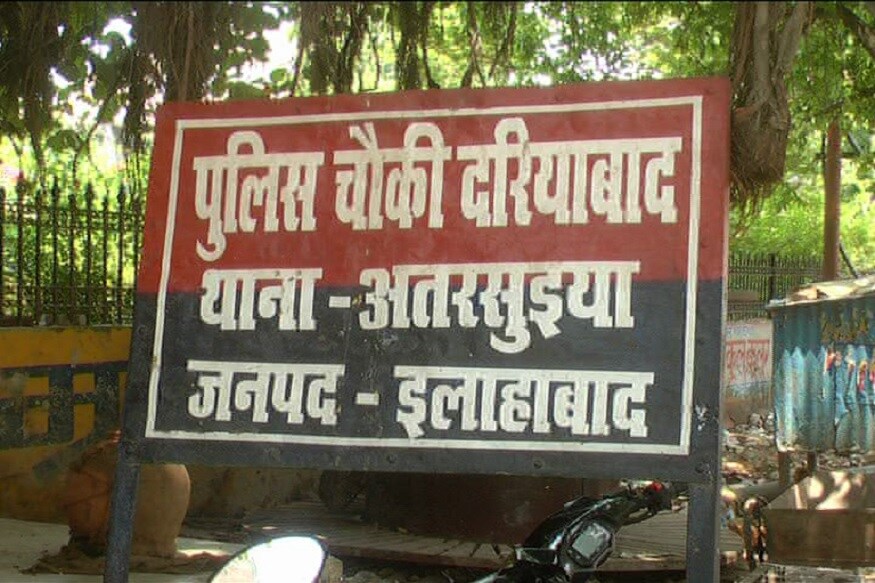 पुलिस चौकी दरियाबाद
थाना - अतरसुइया
जनपद - इलाहाबाद